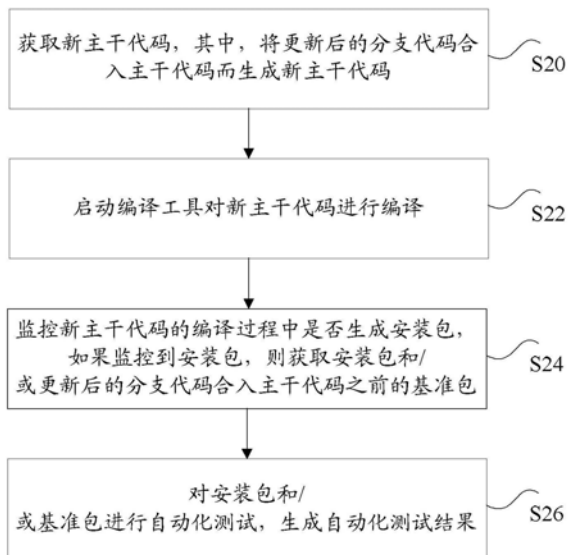 获取新主干代码，其中，将更新后的分支代码合
入主干代码而生成新主干代码
S20
启动编译工具对新主干代码进行编译
S22
监控新主干代码的编译过程中是否生成安装包，
如果监控到安装包，则获取安装包和/
或更新后的分支代码合入主干代码之前的基准包
S24
对安装包和/
或基准包进行自动化测试，生成自动化测试结果
S26